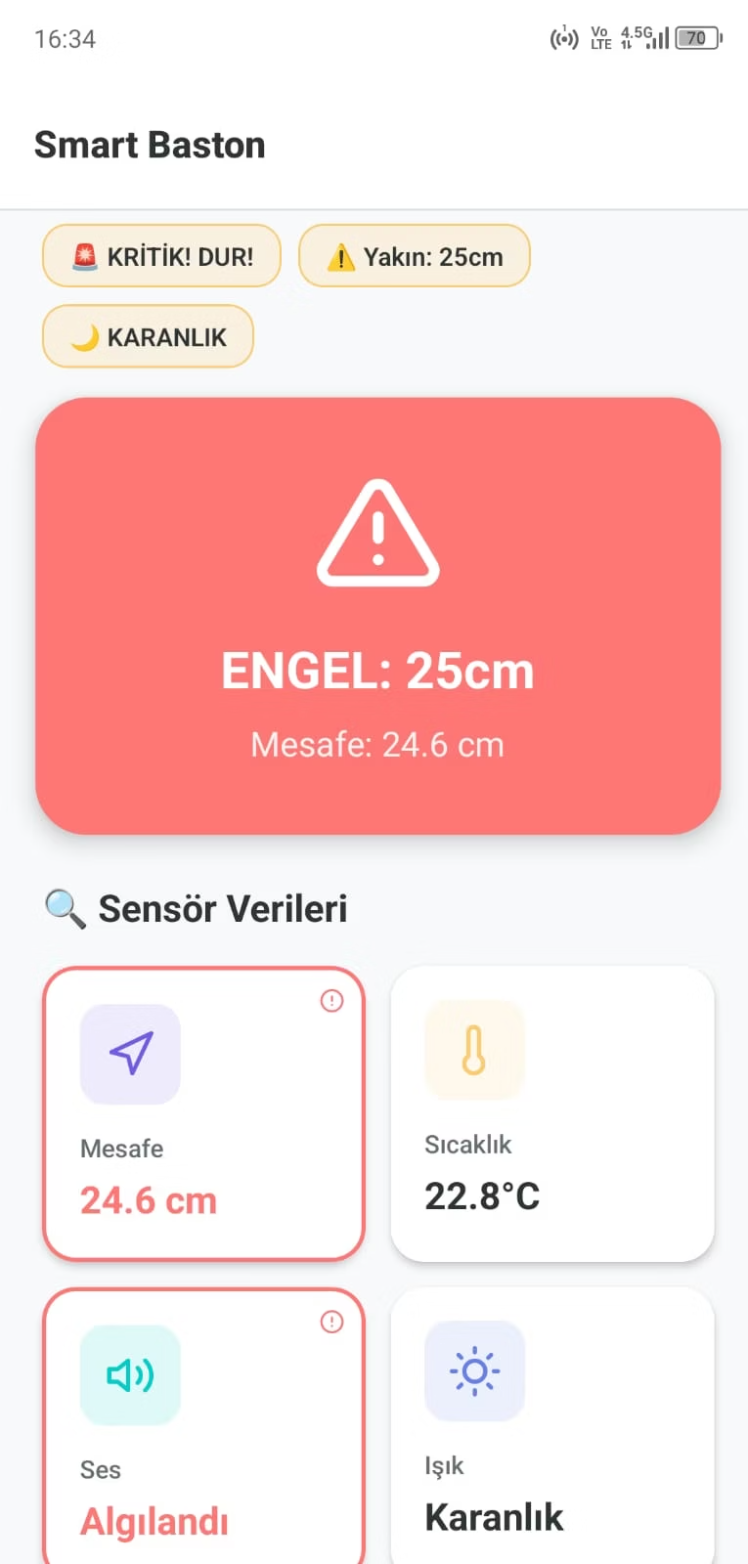 16:34
Vo LTE 4.5G 70
Smart Baston
🚨 KRİTİK! DUR!
⚠️ Yakın: 25cm
🌙 KARANLIK
ENGEL: 25cm
Mesafe: 24.6 cm
🔍 Sensör Verileri
Mesafe
24.6 cm
Sıcaklık
22.8°C
Ses
Algılandı
Işık
Karanlık